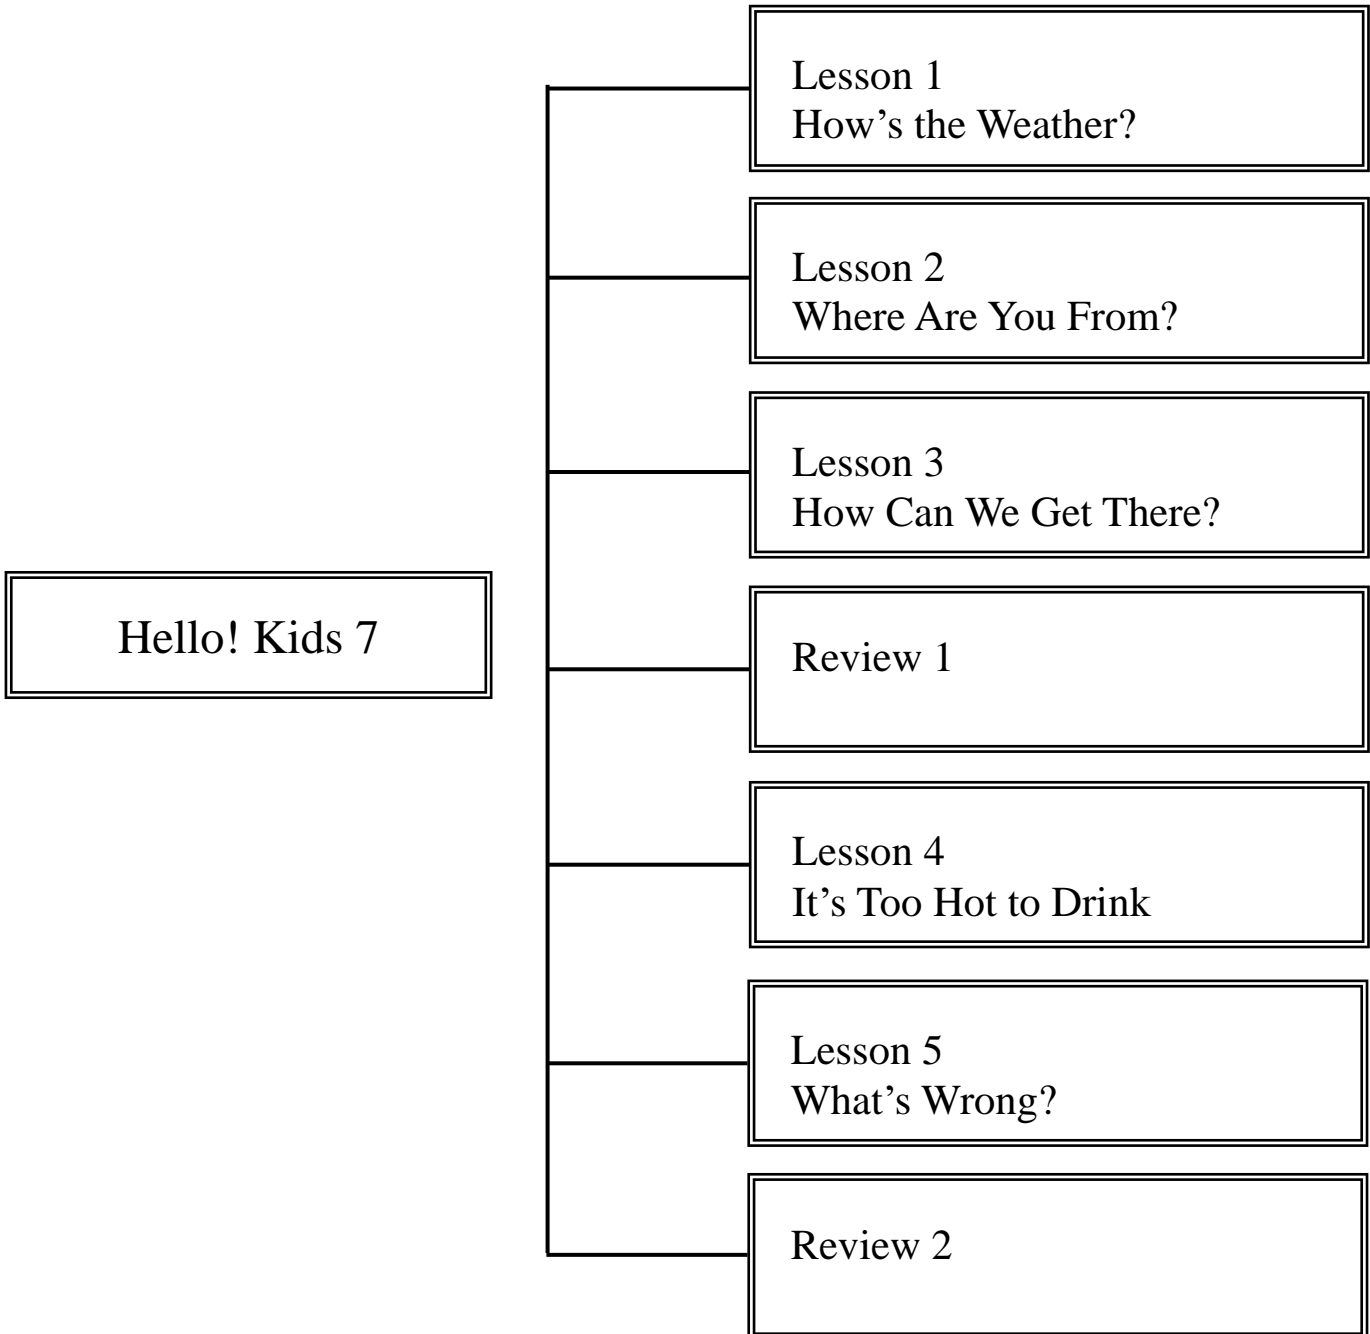 Hello! Kids 7
Lesson 1
How’s the Weather?
Lesson 2
Where Are You From?
Lesson 3
How Can We Get There?
Review 1
Lesson 4
It’s Too Hot to Drink
Lesson 5
What’s Wrong?
Review 2